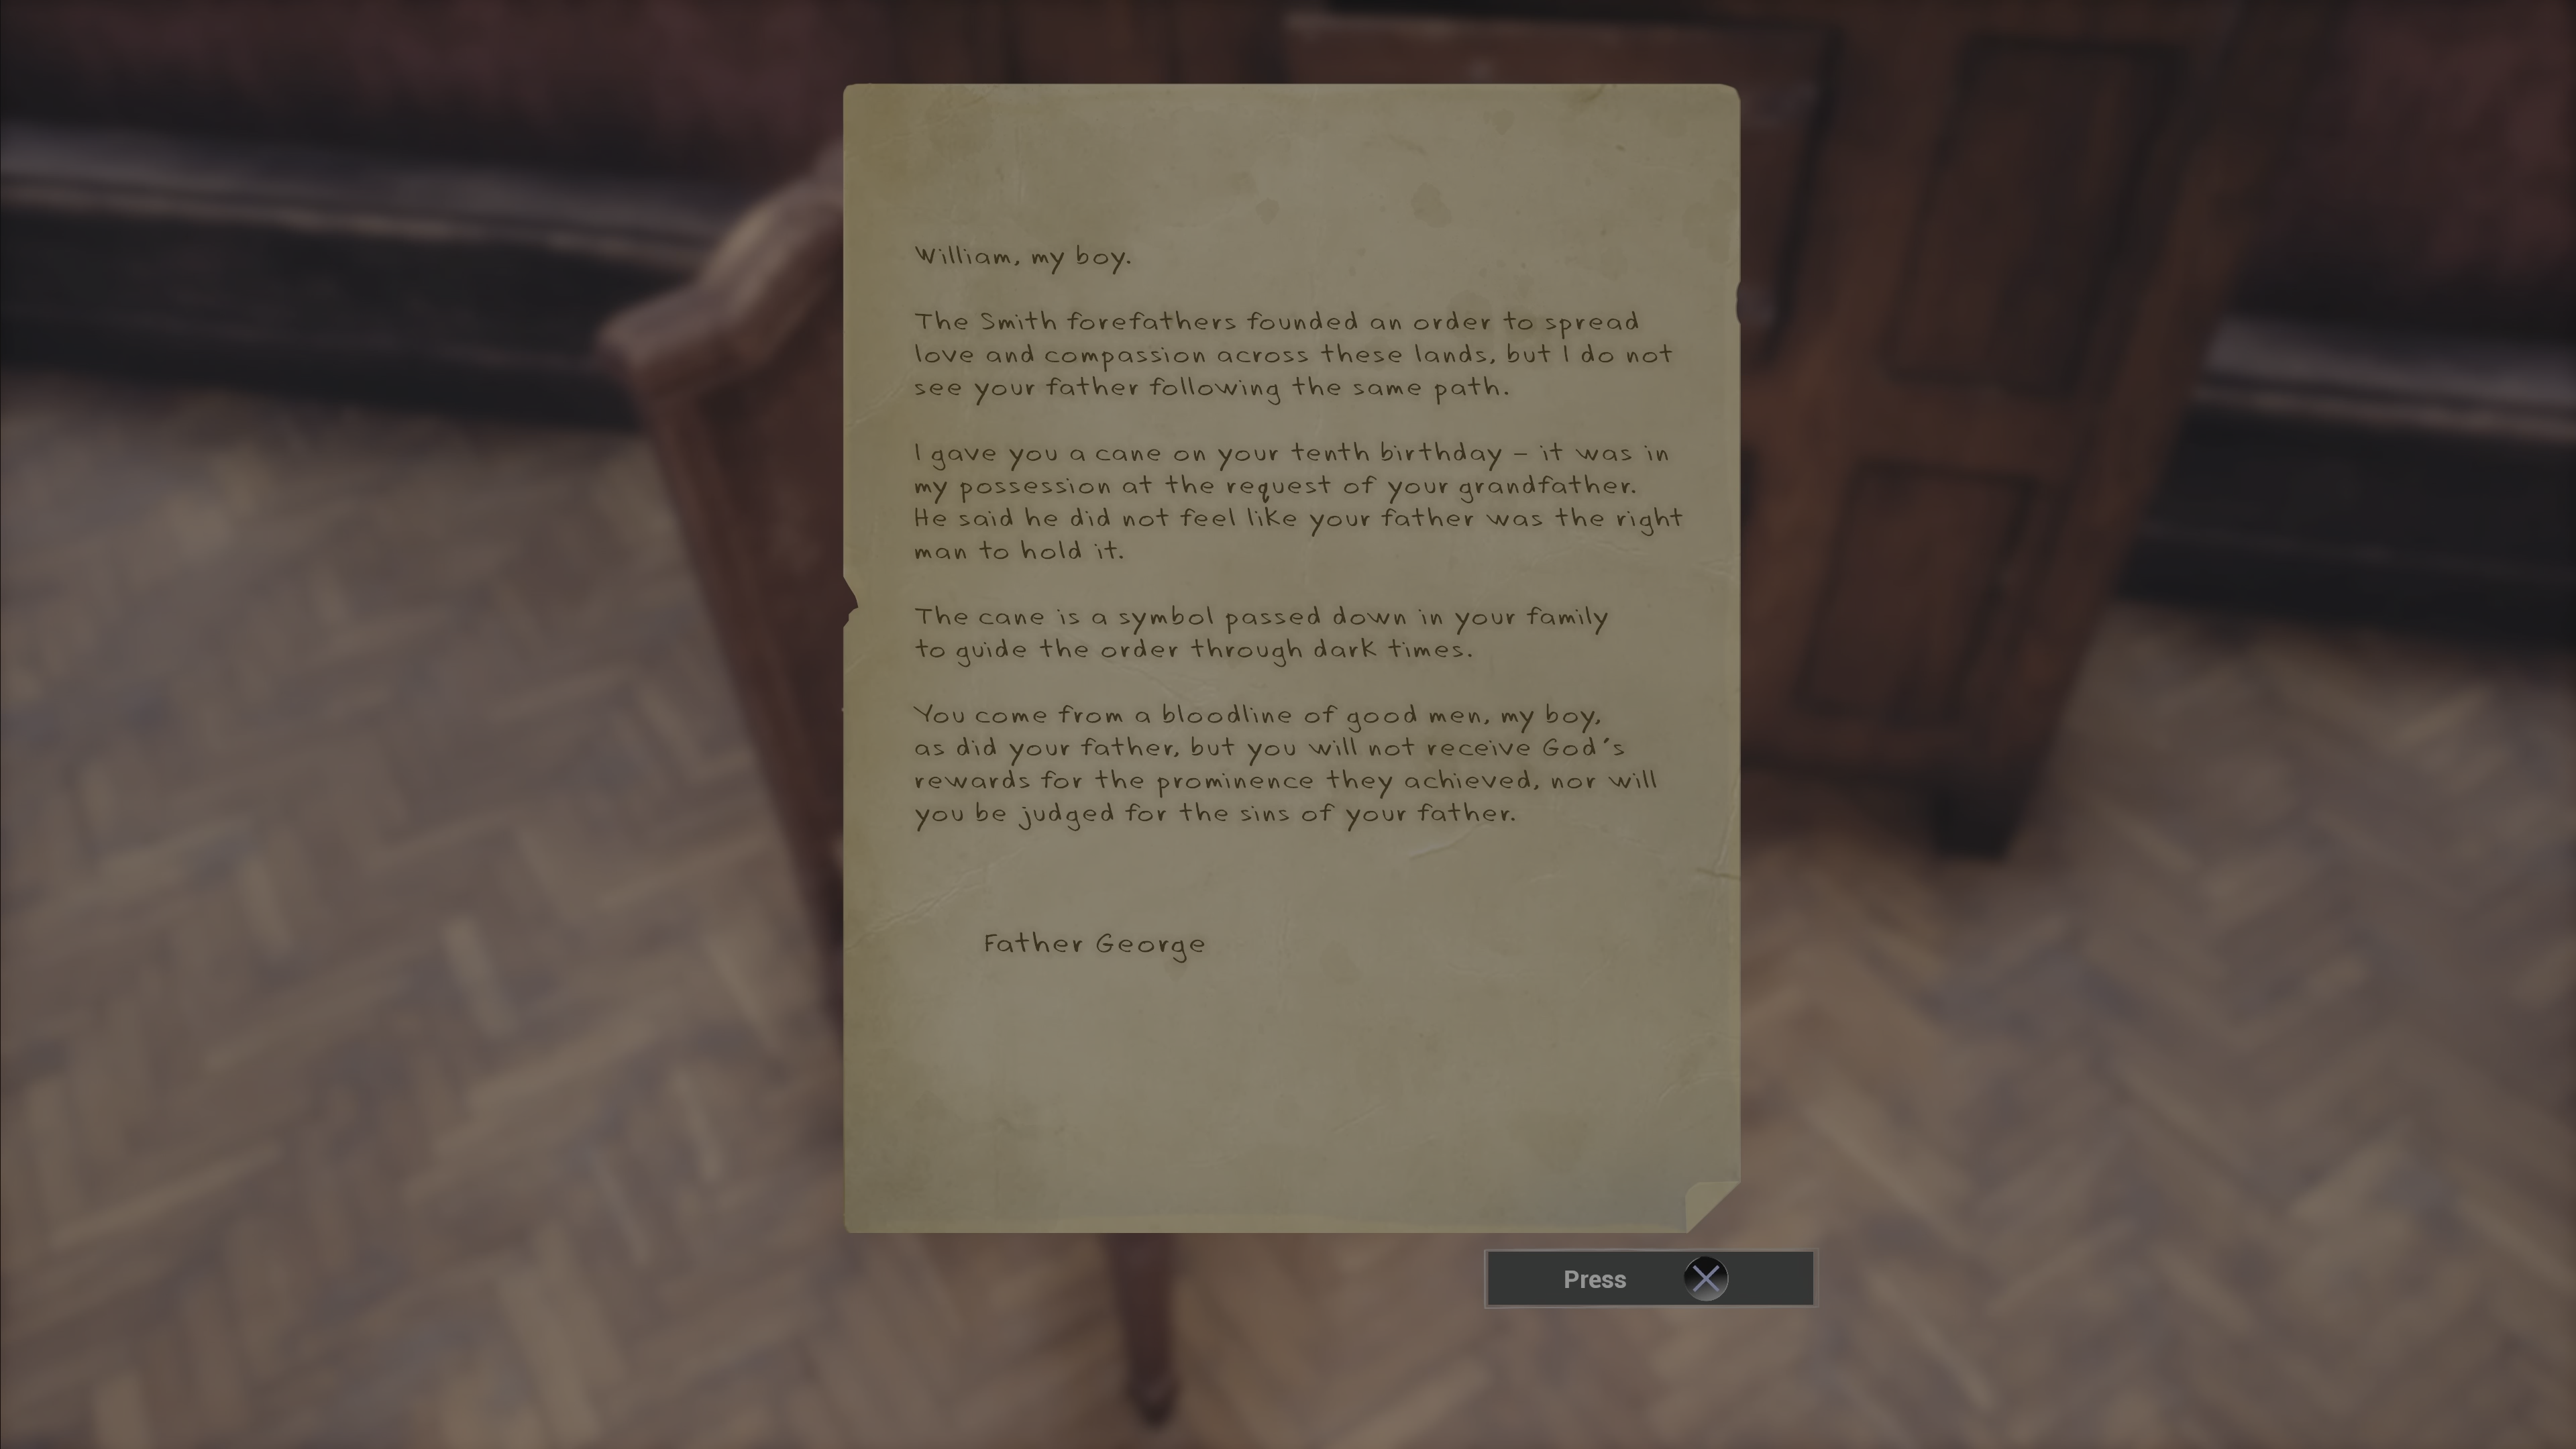 William, my boy.
The Smith forefathers founded an order to spread
love and compassion across these lands, but I do not
see your father following the same path.
I gave you a cane on your tenth birthday – it was in
my possession at the request of your grandfather.
He said he did not feel like your father was the right
man to hold it.
The cane is a symbol passed down in your family
to guide the order through dark times.
You come from a bloodline of good men, my boy,
as did your father, but you will not receive God´s
rewards for the prominence they achieved, nor will
you be judged for the sins of your father.
Father George
Press